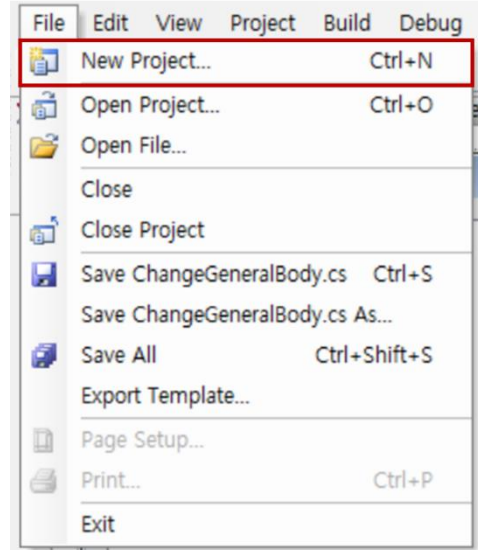 File Edit View Project Build Debug
New Project... Ctrl+N
Open Project... Ctrl+O
Open File...
Close
Close Project
Save ChangeGeneralBody.cs Ctrl+S
Save ChangeGeneralBody.cs As...
Save All Ctrl+Shift+S
Export Template...
Page Setup...
Print... Ctrl+P
Exit